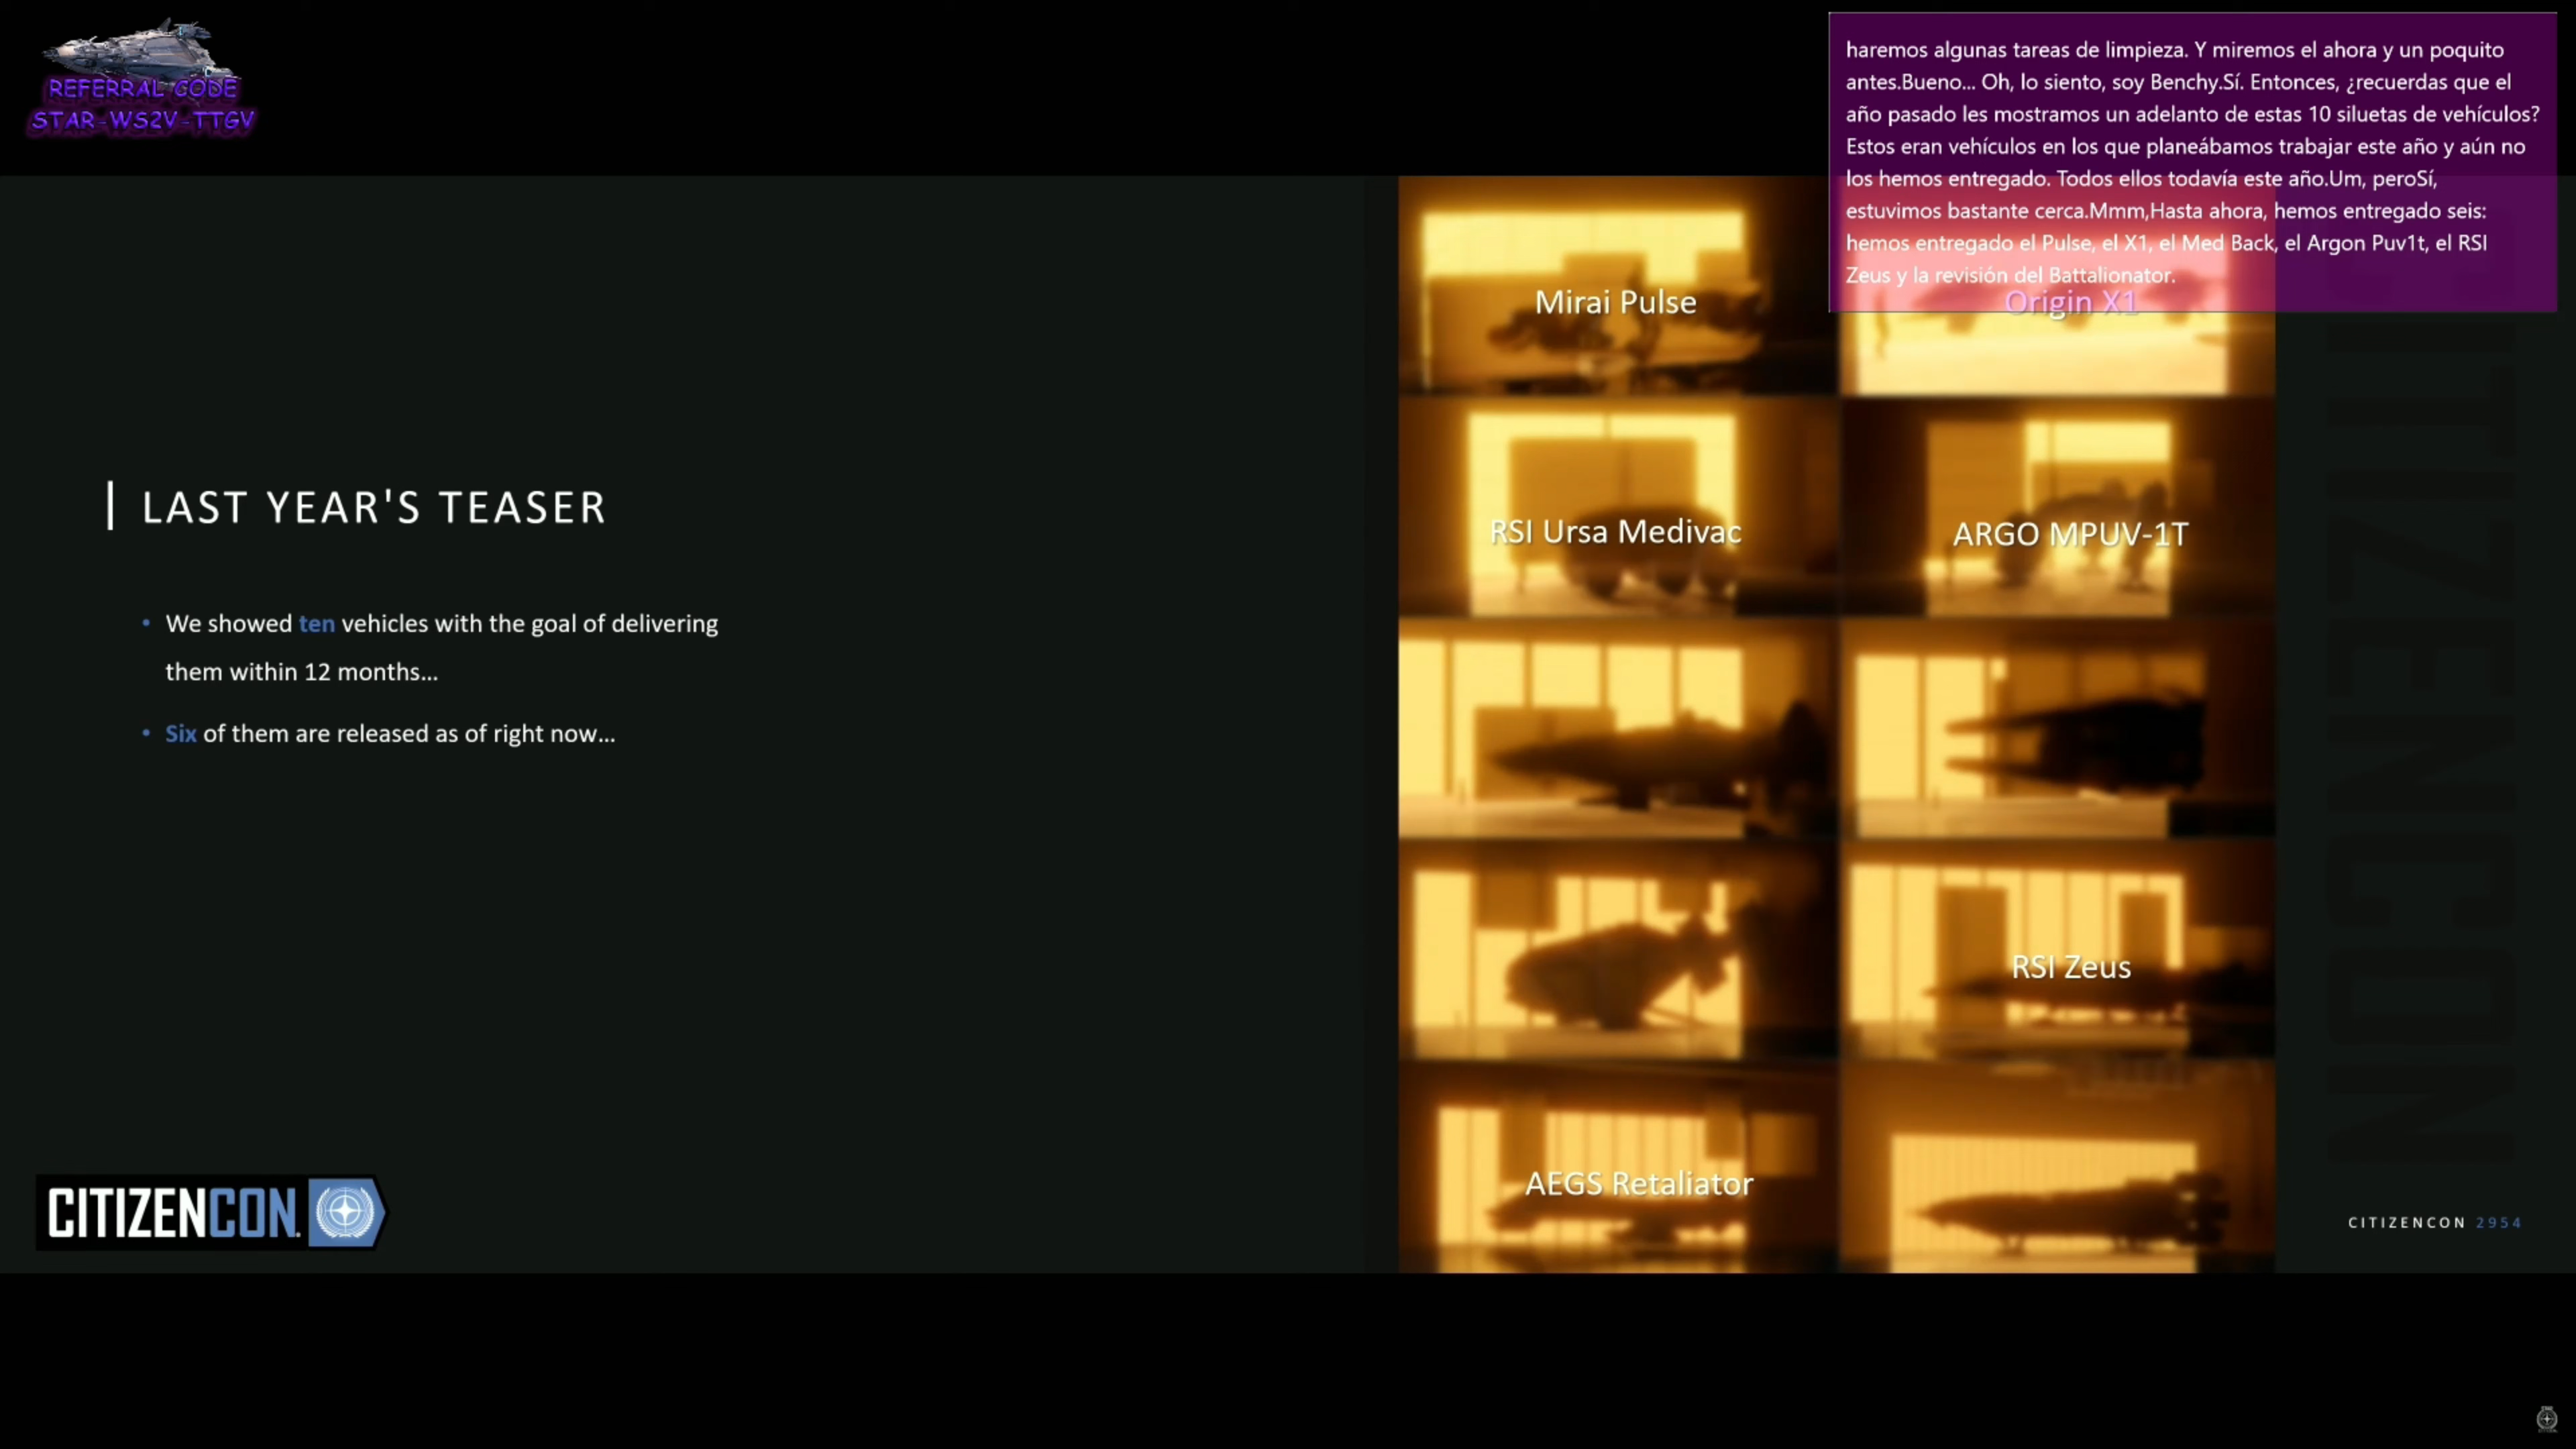 REFERRAL CODE
STAR-WS2V-TTGV
haremos algunas tareas de limpieza. Y miremos el ahora y un poquito
antes.Bueno... Oh, lo siento, soy Benchy.Sí. Entonces, ¿recuerdas que el
año pasado les mostramos un adelanto de estas 10 siluetas de vehículos?
Estos eran vehículos en los que planeábamos trabajar este año y aún no
los hemos entregado. Todos ellos todavía este año.Um, peroSí,
estuvimos bastante cerca.Mmm,Hasta ahora, hemos entregado seis:
hemos entregado el Pulse, el X1, el Med Back, el Argon Puv1t, el RSI
Zeus y la revisión del Battalionator.
LAST YEAR'S TEASER
• We showed ten vehicles with the goal of delivering
them within 12 months...
• Six of them are released as of right now...
Mirai Pulse
Origin X1
RSI Ursa Medivac
ARGO MPUV-1T
RSI Zeus
AEGS Retaliator
CITIZENCON.
CITIZENCON 2954
CITIZENCON